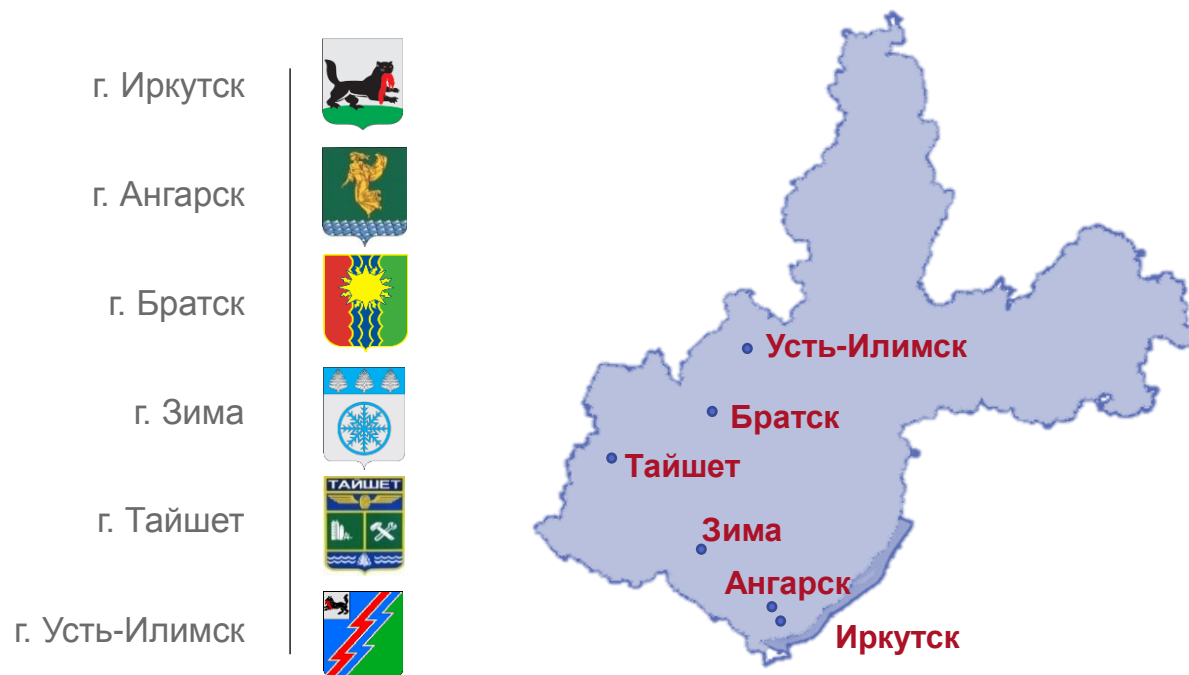 г. Иркутск
г. Ангарск
г. Братск
г. Зима
г. Тайшет
ТАЙШЕТ
г. Усть-Илимск
Усть-Илимск
Братск
Тайшет
Зима
Ангарск
Иркутск